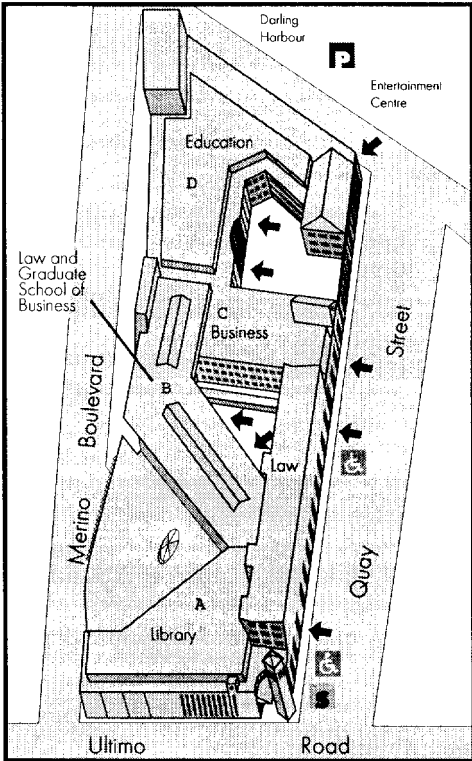 Darling
Harbour
P
Entertainment
Centre
Education
D
Law and
Graduate
School of
Business
C
Business
Street
B
Boulevard
Law
Merino
Quay
A
Library
S
Ultimo Road